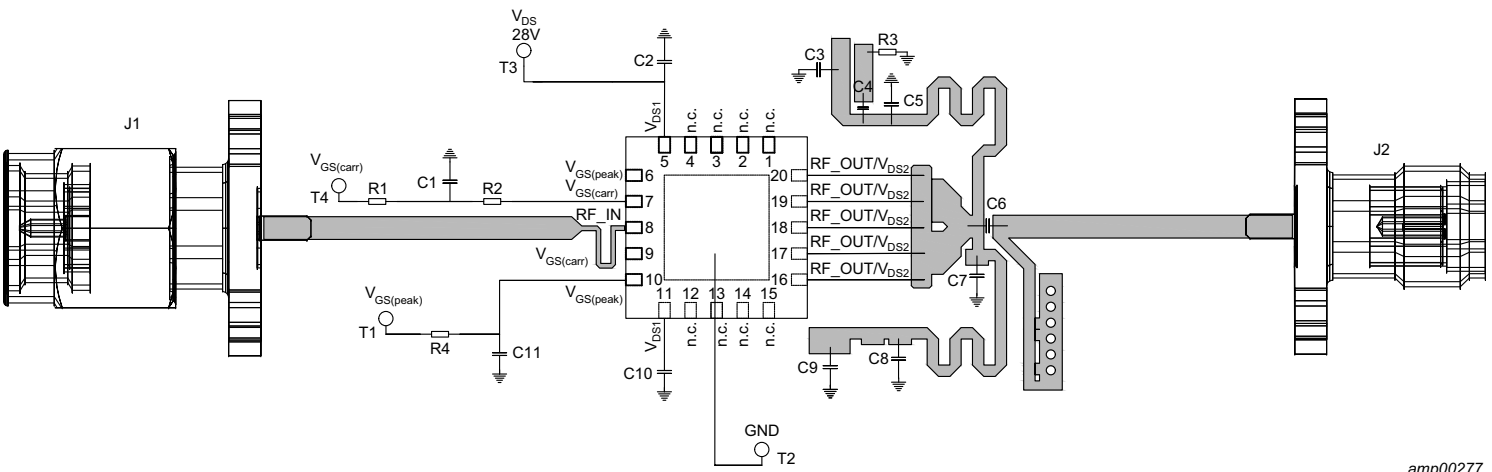 V_DS
28V
T3
C2
C3
R3
C4
C5
J1
V_DS1
n.c.
n.c.
n.c.
n.c.
5
4
3
2
1
V_GS(carr)
T4
R1
C1
R2
V_GS(peak)
V_GS(carr)
RF_IN
V_GS(carr)
V_GS(peak)
6
7
8
9
10
20
19
18
17
16
RF_OUT/V_DS2
RF_OUT/V_DS2
RF_OUT/V_DS2
RF_OUT/V_DS2
RF_OUT/V_DS2
C6
C7
J2
V_GS(peak)
T1
R4
C11
11
12
13
14
15
V_DS1
n.c.
n.c.
n.c.
n.c.
C10
C9
C8
GND
T2
amp00277